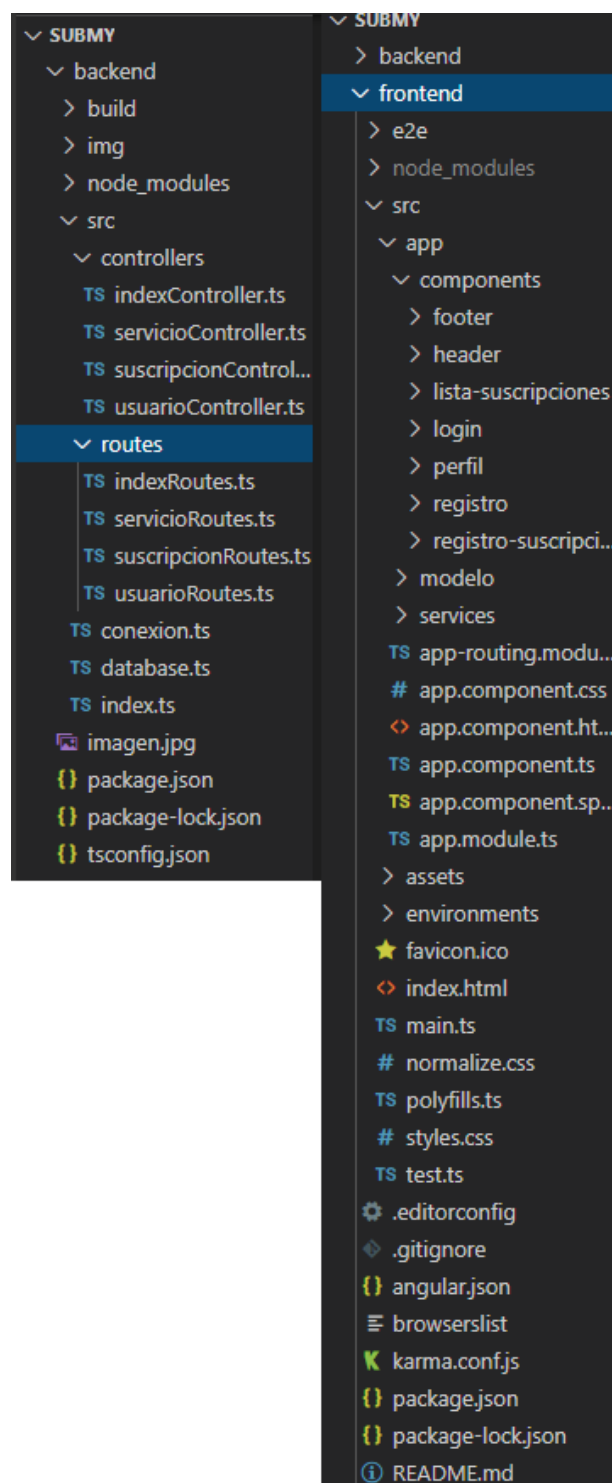 SUBMY
backend
build
img
node_modules
src
controllers
TS indexController.ts
TS servicioController.ts
TS suscripcionControl...
TS usuarioController.ts
routes
TS indexRoutes.ts
TS servicioRoutes.ts
TS suscripcionRoutes.ts
TS usuarioRoutes.ts
TS conexion.ts
TS database.ts
TS index.ts
imagen.jpg
{} package.json
{} package-lock.json
{} tsconfig.json
SUBMY
backend
frontend
e2e
node_modules
src
app
components
footer
header
lista-suscripciones
login
perfil
registro
registro-suscripci...
modelo
services
TS app-routing.modu...
# app.component.css
<> app.component.ht...
TS app.component.ts
TS app.component.sp...
TS app.module.ts
assets
environments
favicon.ico
<> index.html
TS main.ts
# normalize.css
TS polyfills.ts
# styles.css
TS test.ts
.editorconfig
.gitignore
{} angular.json
browserslist
K karma.conf.js
{} package.json
{} package-lock.json
README.md